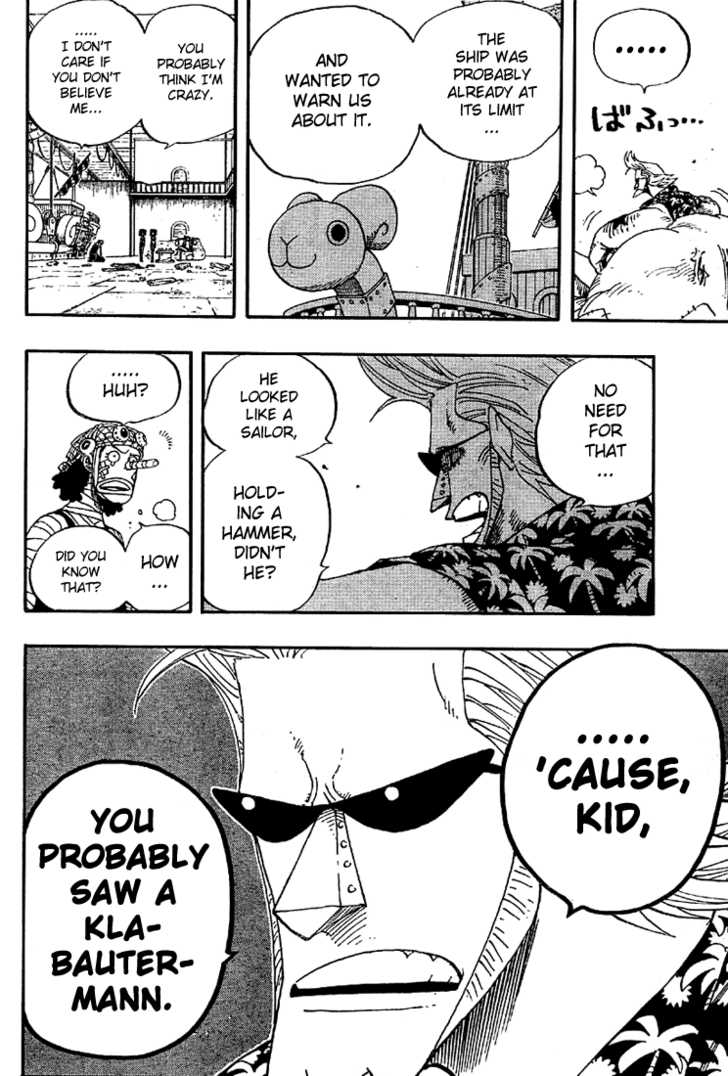 .....
ばふっ...
THE
SHIP WAS
PROBABLY
ALREADY AT
ITS LIMIT
...
AND
WANTED TO
WARN US
ABOUT IT.
YOU
PROBABLY
THINK I'M
CRAZY.
.....
I DON'T
CARE IF
YOU DON'T
BELIEVE
ME...
NO
NEED
FOR
THAT
...
HE
LOOKED
LIKE A
SAILOR,
HOLD-
ING A
HAMMER,
DIDN'T
HE?
.....
HUH?
HOW
...
DID YOU
KNOW
THAT?
.....
'CAUSE,
KID,
YOU
PROBABLY
SAW A
KLA-
BAUTER-
MANN.